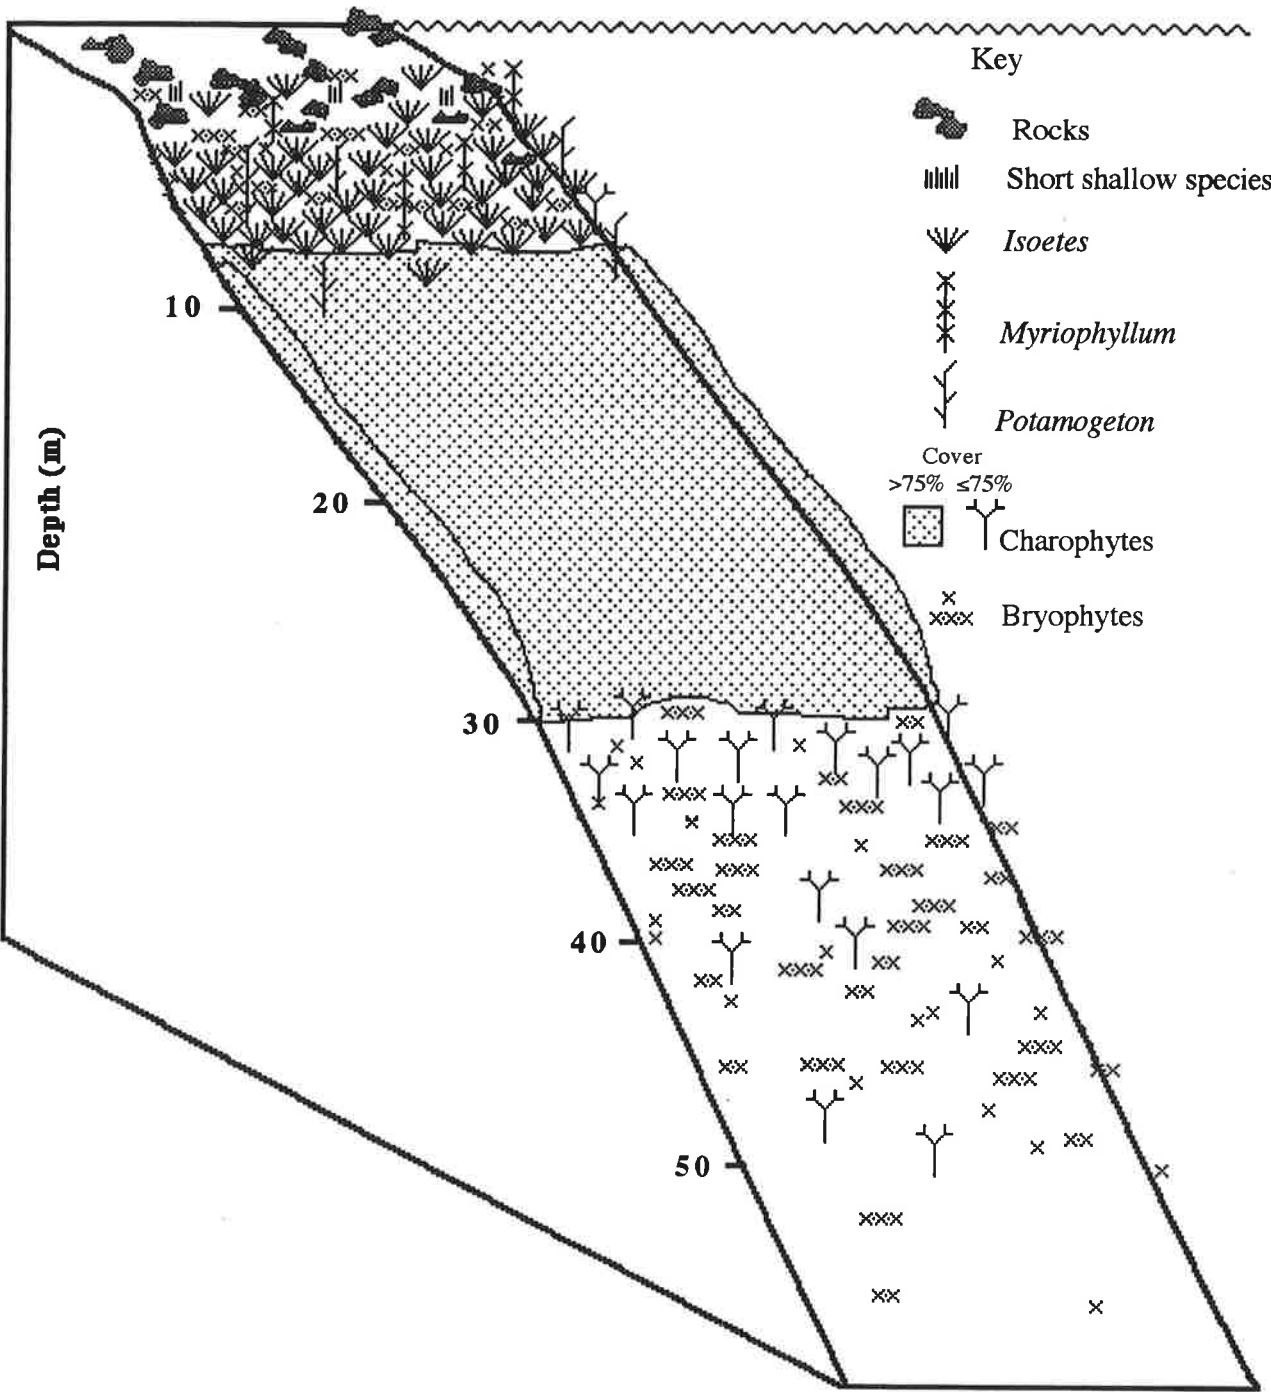 Key
Rocks
Short shallow species
Isoetes
Myriophyllum
Potamogeton
Cover
>75% ≤75%
Charophytes
Bryophytes
Depth (m)
10
20
30
40
50